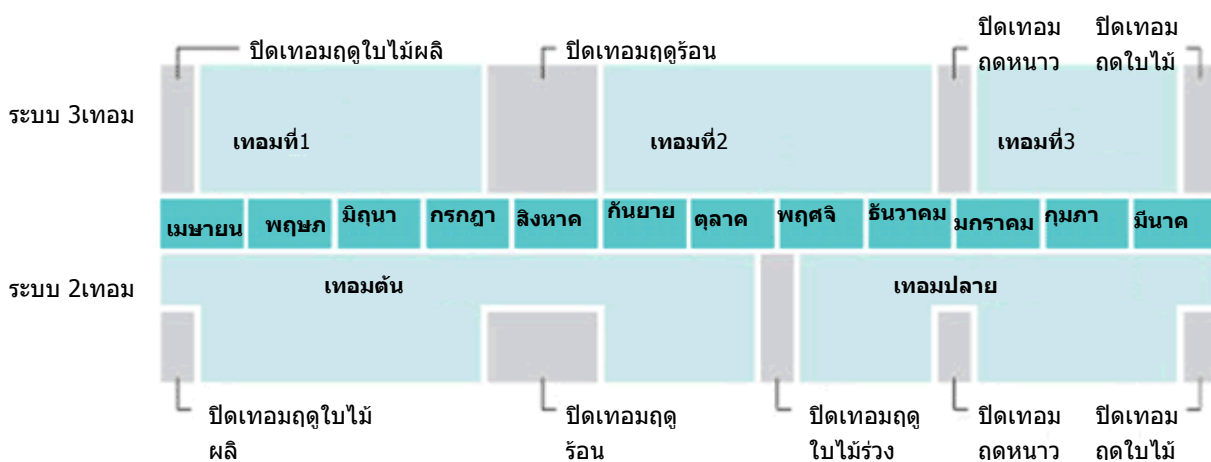 ปิดเทอม ปิดเทอม
ปิดเทอมฤดูใบไม้ผลิ ปิดเทอมฤดูร้อน ฤดหนาว ฤดใบไม้
ระบบ 3เทอม
เทอมที่1 เทอมที่2 เทอมที่3
เมษายน พฤษภ มิถุนา กรกฎา สิงหาค กันยาย ตุลาค พฤศจิ ธันวาคม มกราคม กุมภา มีนาค
ระบบ 2เทอม เทอมต้น เทอมปลาย
ปิดเทอมฤดูใบไม้ ปิดเทอมฤดู ปิดเทอมฤดู ปิดเทอม ปิดเทอม
ผลิ ร้อน ใบไม้ร่วง ฤดหนาว ฤดใบไม้